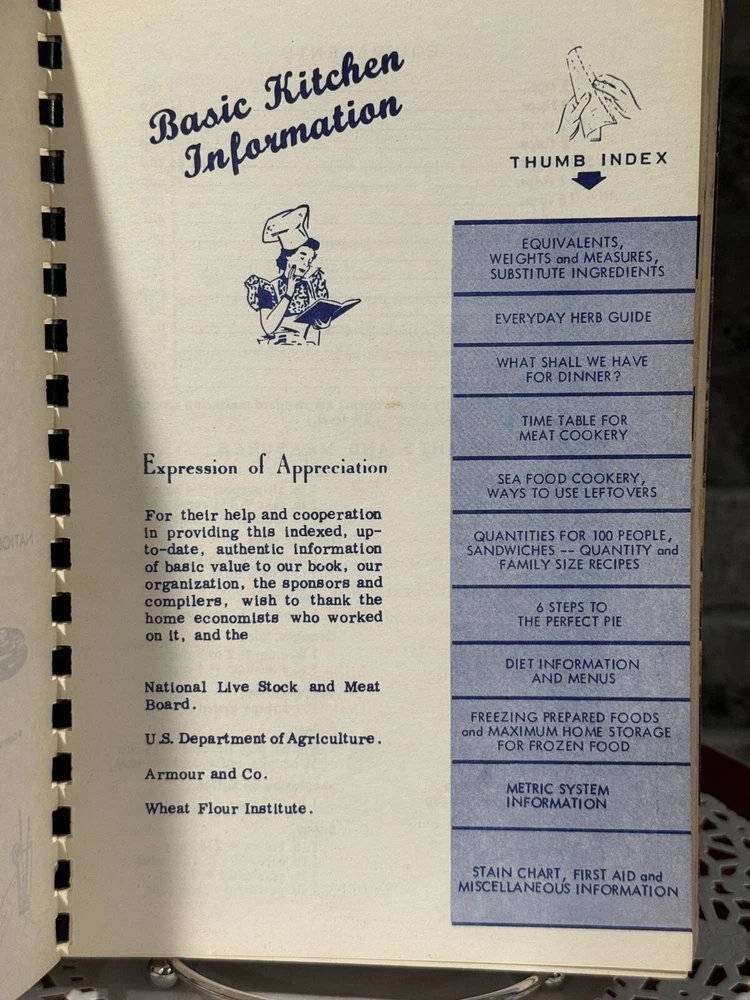 Basic Kitchen
Information
THUMB INDEX
EQUIVALENTS,
WEIGHTS and MEASURES,
SUBSTITUTE INGREDIENTS
EVERYDAY HERB GUIDE
WHAT SHALL WE HAVE
FOR DINNER?
TIME TABLE FOR
MEAT COOKERY
SEA FOOD COOKERY,
WAYS TO USE LEFTOVERS
QUANTITIES FOR 100 PEOPLE,
SANDWICHES -- QUANTITY and
FAMILY SIZE RECIPES
6 STEPS TO
THE PERFECT PIE
DIET INFORMATION
AND MENUS
FREEZING PREPARED FOODS
and MAXIMUM HOME STORAGE
FOR FROZEN FOOD
METRIC SYSTEM
INFORMATION
STAIN CHART, FIRST AID and
MISCELLANEOUS INFORMATION
Expression of Appreciation
For their help and cooperation
in providing this indexed, up-
to-date, authentic information
of basic value to our book, our
organization, the sponsors and
compilers, wish to thank the
home economists who worked
on it, and the
National Live Stock and Meat
Board.
U.S. Department of Agriculture.
Armour and Co.
Wheat Flour Institute.